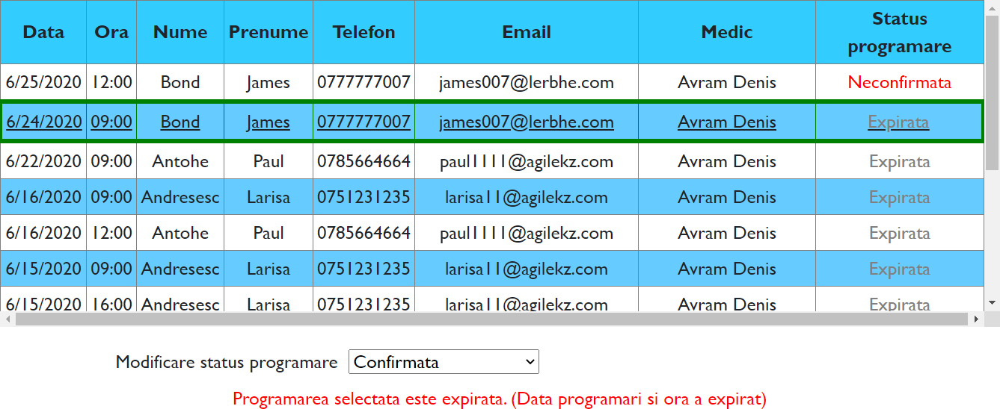 Data Ora Nume Prenume Telefon Email Medic Status programare
6/25/2020 12:00 Bond James 0777777007 james007@lerbhe.com Avram Denis Neconfirmata
6/24/2020 09:00 Bond James 0777777007 james007@lerbhe.com Avram Denis Expirata
6/22/2020 09:00 Antohe Paul 0785664664 paul1111@agilekz.com Avram Denis Expirata
6/16/2020 09:00 Andresesc Larisa 0751231235 larisa11@agilekz.com Avram Denis Expirata
6/16/2020 12:00 Antohe Paul 0785664664 paul1111@agilekz.com Avram Denis Expirata
6/15/2020 09:00 Andresesc Larisa 0751231235 larisa11@agilekz.com Avram Denis Expirata
6/15/2020 16:00 Andresesc Larisa 0751231235 larisa11@agilekz.com Avram Denis Expirata
Modificare status programare Confirmata
Programarea selectata este expirata. (Data programari si ora a expirat)